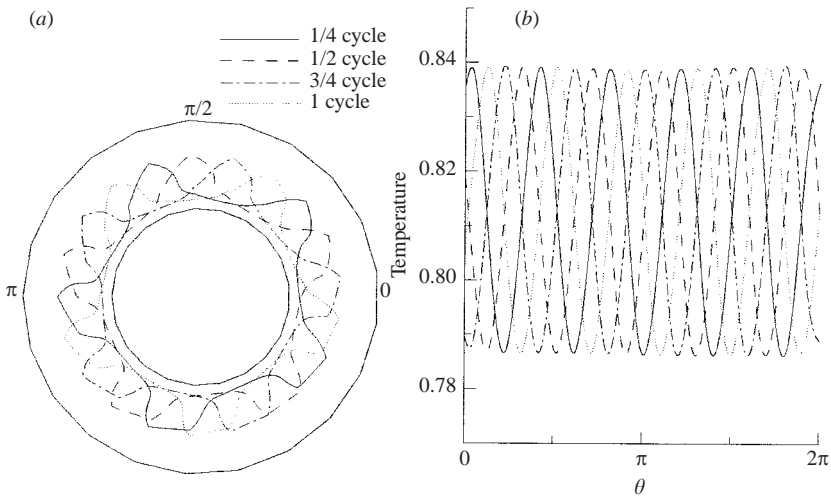 (a)
1/4 cycle
1/2 cycle
3/4 cycle
1 cycle
π/2
π
0
(b)
0.84
0.82
0.80
0.78
Temperature
0
π
2π
θ